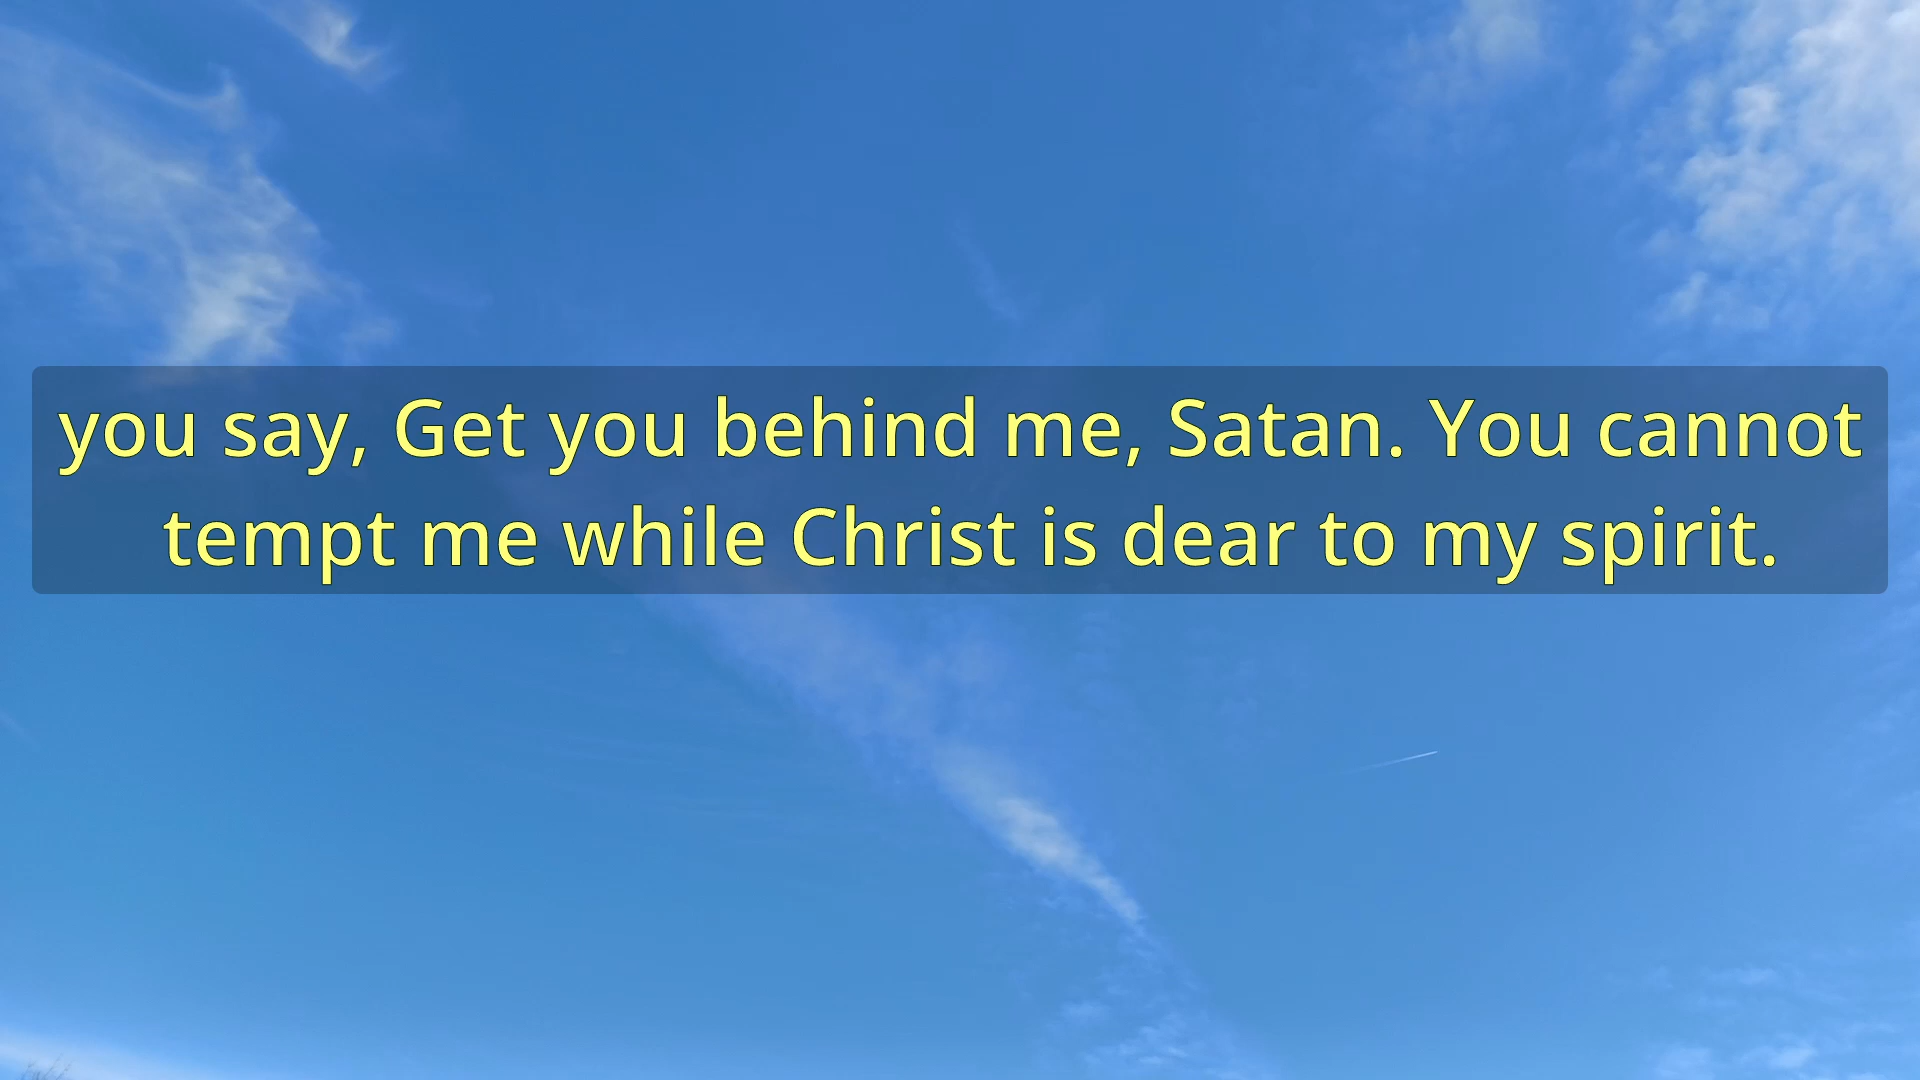 you say, Get you behind me, Satan. You cannot
tempt me while Christ is dear to my spirit.